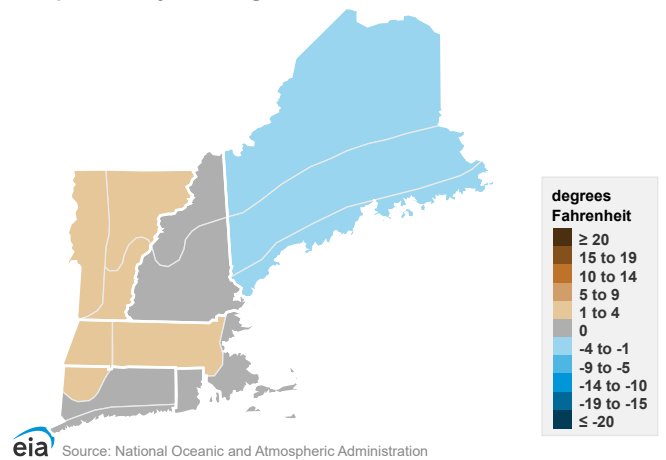 degrees
Fahrenheit
≥ 20
15 to 19
10 to 14
5 to 9
1 to 4
0
-4 to -1
-9 to -5
-14 to -10
-19 to -15
≤ -20
eia Source: National Oceanic and Atmospheric Administration